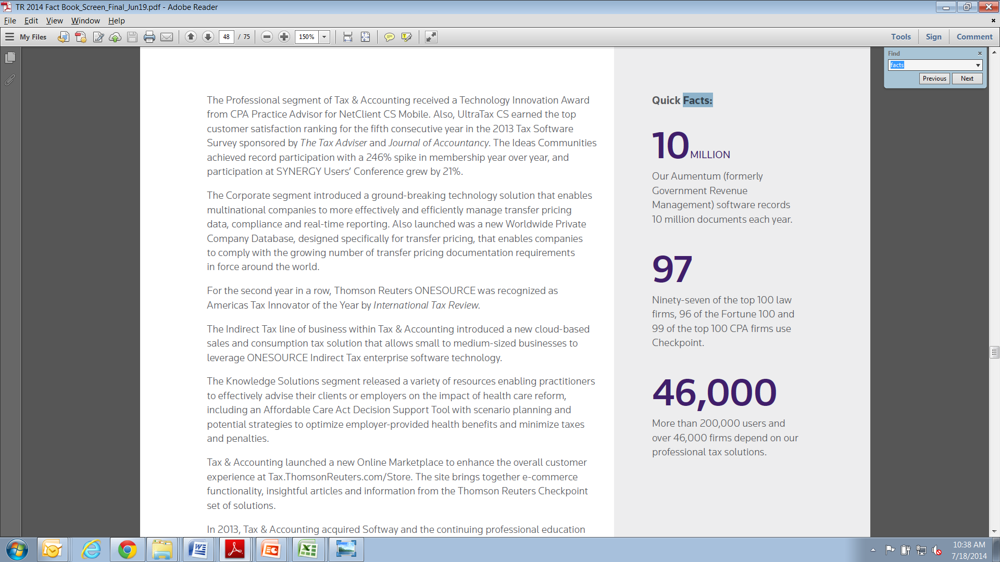 TR 2014 Fact Book_Screen_Final_Jun19.pdf - Adobe Reader
File Edit View Window Help
My Files 48 / 75 150% Tools Sign Comment
Find
facts
Previous Next
The Professional segment of Tax & Accounting received a Technology Innovation Award
from CPA Practice Advisor for NetClient CS Mobile. Also, UltraTax CS earned the top
customer satisfaction ranking for the fifth consecutive year in the 2013 Tax Software
Survey sponsored by The Tax Adviser and Journal of Accountancy. The Ideas Communities
achieved record participation with a 246% spike in membership year over year, and
participation at SYNERGY Users’ Conference grew by 21%.
The Corporate segment introduced a ground-breaking technology solution that enables
multinational companies to more effectively and efficiently manage transfer pricing
data, compliance and real-time reporting. Also launched was a new Worldwide Private
Company Database, designed specifically for transfer pricing, that enables companies
to comply with the growing number of transfer pricing documentation requirements
in force around the world.
For the second year in a row, Thomson Reuters ONESOURCE was recognized as
Americas Tax Innovator of the Year by International Tax Review.
The Indirect Tax line of business within Tax & Accounting introduced a new cloud-based
sales and consumption tax solution that allows small to medium-sized businesses to
leverage ONESOURCE Indirect Tax enterprise software technology.
The Knowledge Solutions segment released a variety of resources enabling practitioners
to effectively advise their clients or employers on the impact of health care reform,
including an Affordable Care Act Decision Support Tool with scenario planning and
potential strategies to optimize employer-provided health benefits and minimize taxes
and penalties.
Tax & Accounting launched a new Online Marketplace to enhance the overall customer
experience at Tax.ThomsonReuters.com/Store. The site brings together e-commerce
functionality, insightful articles and information from the Thomson Reuters Checkpoint
set of solutions.
In 2013, Tax & Accounting acquired Softway and the continuing professional education
Quick Facts:
10 MILLION
Our Aumentum (formerly
Government Revenue
Management) software records
10 million documents each year.
97
Ninety-seven of the top 100 law
firms, 96 of the Fortune 100 and
99 of the top 100 CPA firms use
Checkpoint.
46,000
More than 200,000 users and
over 46,000 firms depend on our
professional tax solutions.
10:38 AM
7/18/2014